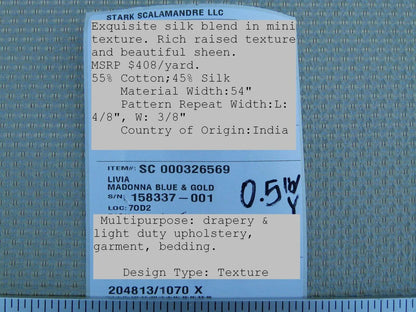 STARK SCALAMANDRE LLC
Exquisite silk blend in mini
texture. Rich raised texture
and beautiful sheen.
MSRP $408/yard.
55% Cotton;45% Silk
Material Width:54"
Pattern Repeat Width:L:
4/8", W: 3/8"
Country of Origin:India
ITEM#: SC 000326569
LIVIA
MADONNA BLUE & GOLD
S/N: 158337-001
LOC: 70D2
0.5 lb/
Y
Multipurpose: drapery &
light duty upholstery,
garment, bedding.
Design Type: Texture
204813/1070 X